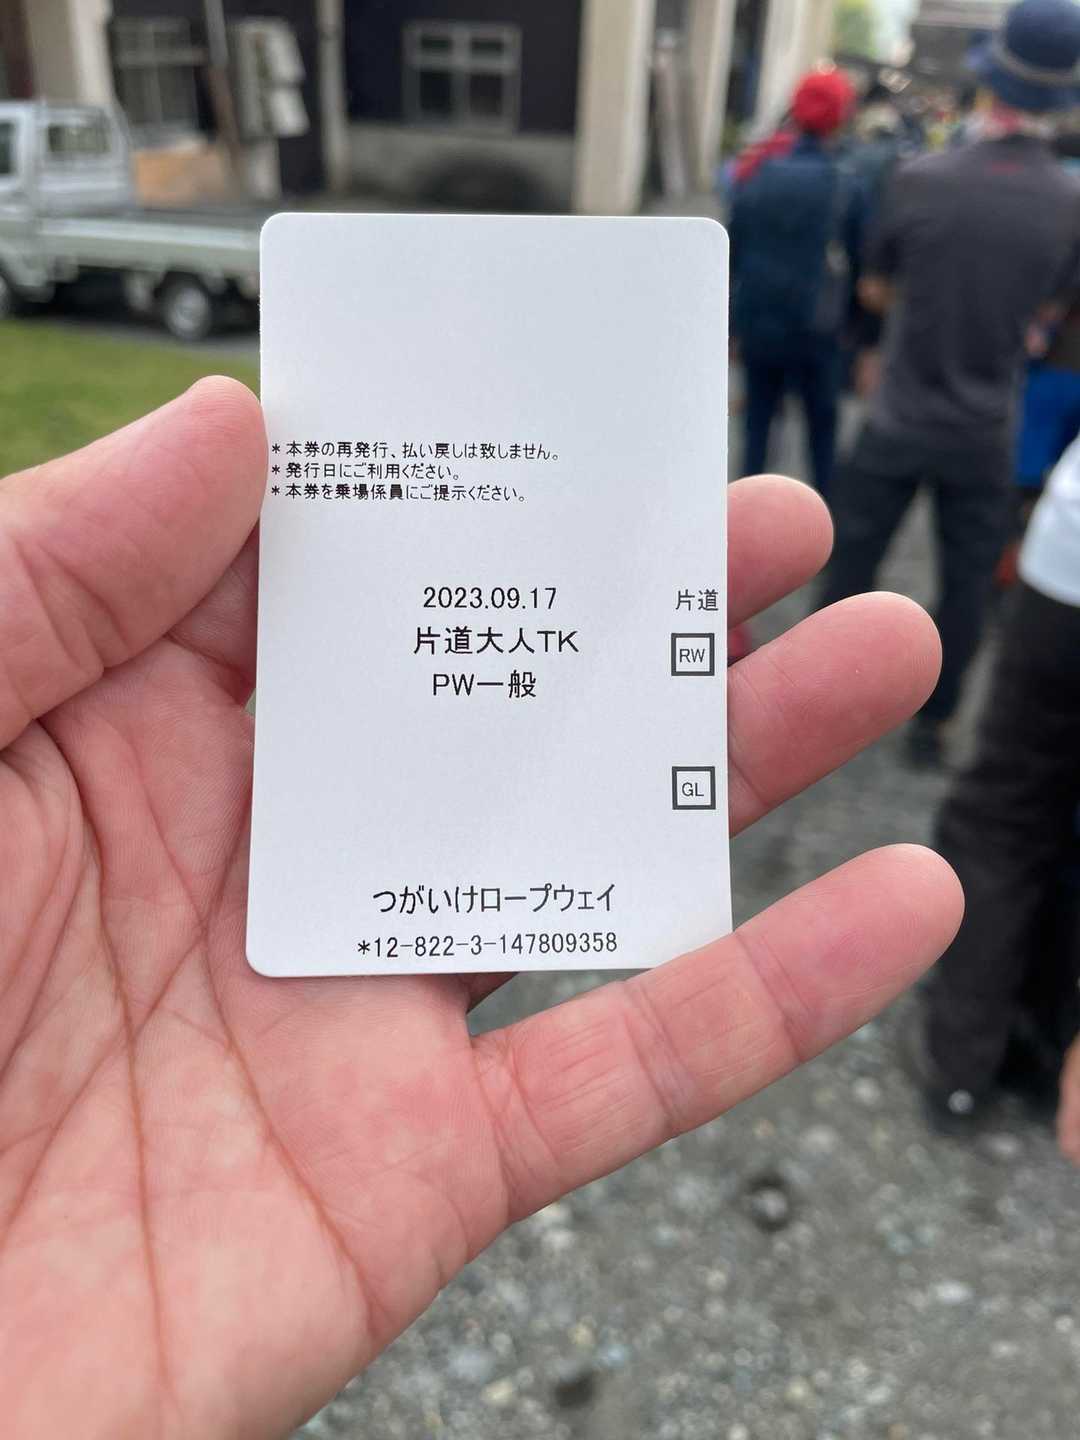 *本券の再発行、払い戻しは致しません。
*発行日にご利用ください。
*本券を乗場係員にご提示ください。
2023.09.17
片道大人TK
PW一般
片道
RW
GL
つがいけロープウェイ
*12-822-3-147809358